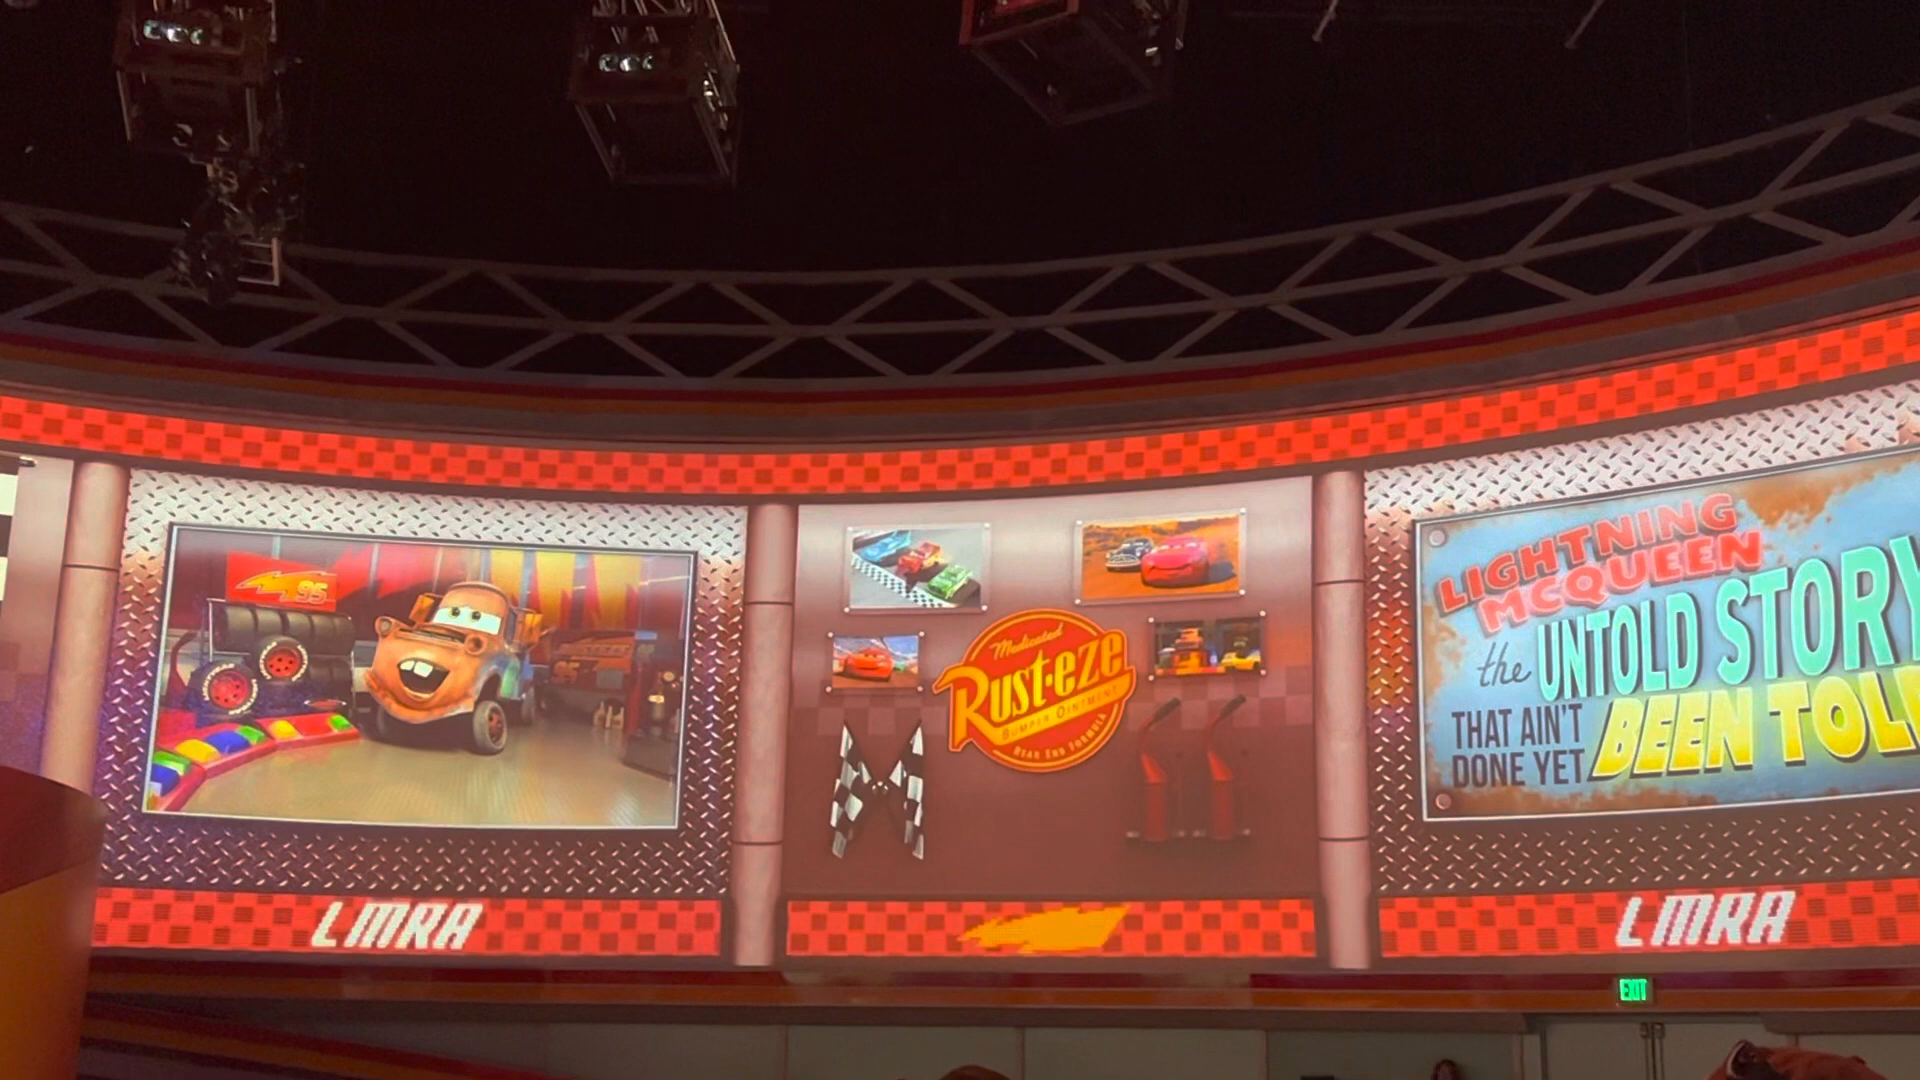 95
LMRA
Medicated
Rust-eze
BUMPER OINTMENT
REAR END FORMULA
LIGHTNING
MCQUEEN
the UNTOLD STORY
THAT AIN'T
DONE YET
BEEN TOL
LMRA
EXIT